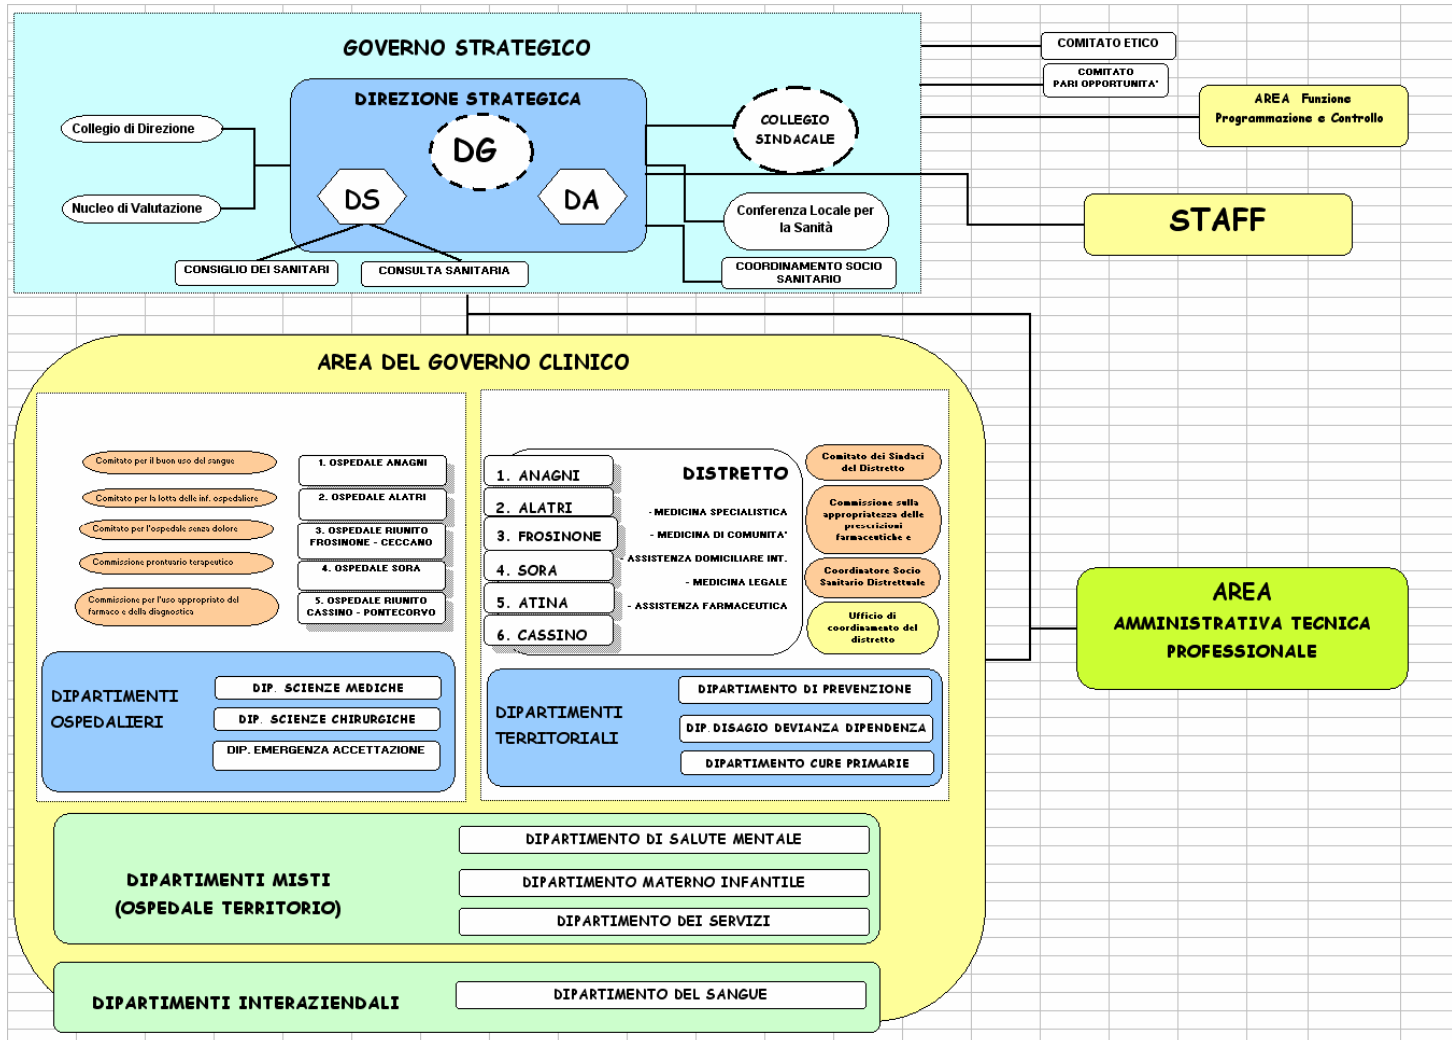 GOVERNO STRATEGICO
DIREZIONE STRATEGICA
DG
DS
DA
Collegio di Direzione
Nucleo di Valutazione
CONSIGLIO DEI SANITARI
CONSULTA SANITARIA
COLLEGIO
SINDACALE
Conferenza Locale per
la Sanità
COORDINAMENTO SOCIO
SANITARIO
COMITATO ETICO
COMITATO
PARI OPPORTUNITA'
AREA Funzione
Programmazione e Controllo
STAFF
AREA DEL GOVERNO CLINICO
Comitato per il buon uso del sangue
Comitato per la lotta delle inf. ospedaliere
Comitato per l'ospedale senza dolore
Commissione prontuario terapeutico
Commissione per l'uso appropriato del
farmaco e della diagnostica
1. OSPEDALE ANAGNI
2. OSPEDALE ALATRI
3. OSPEDALE RIUNITO
FROSINONE - CECCANO
4. OSPEDALE SORA
5. OSPEDALE RIUNITO
CASSINO - PONTECORVO
1. ANAGNI
2. ALATRI
3. FROSINONE
4. SORA
5. ATINA
6. CASSINO
DISTRETTO
- MEDICINA SPECIALISTICA
- MEDICINA DI COMUNITA'
- ASSISTENZA DOMICILIARE INT.
- MEDICINA LEGALE
- ASSISTENZA FARMACEUTICA
Comitato dei Sindaci
del Distretto
Commissione sulla
appropriatezza delle
prescrizioni
farmaceutiche e
Coordinatore Socio
Sanitario Distrettuale
Ufficio di
coordinamento del
distretto
DIPARTIMENTI
OSPEDALIERI
DIP. SCIENZE MEDICHE
DIP. SCIENZE CHIRURGICHE
DIP. EMERGENZA ACCETTAZIONE
DIPARTIMENTI
TERRITORIALI
DIPARTIMENTO DI PREVENZIONE
DIP.DISAGIO DEVIANZA DIPENDENZA
DIPARTIMENTO CURE PRIMARIE
AREA
AMMINISTRATIVA TECNICA
PROFESSIONALE
DIPARTIMENTI MISTI
(OSPEDALE TERRITORIO)
DIPARTIMENTO DI SALUTE MENTALE
DIPARTIMENTO MATERNO INFANTILE
DIPARTIMENTO DEI SERVIZI
DIPARTIMENTI INTERAZIENDALI
DIPARTIMENTO DEL SANGUE